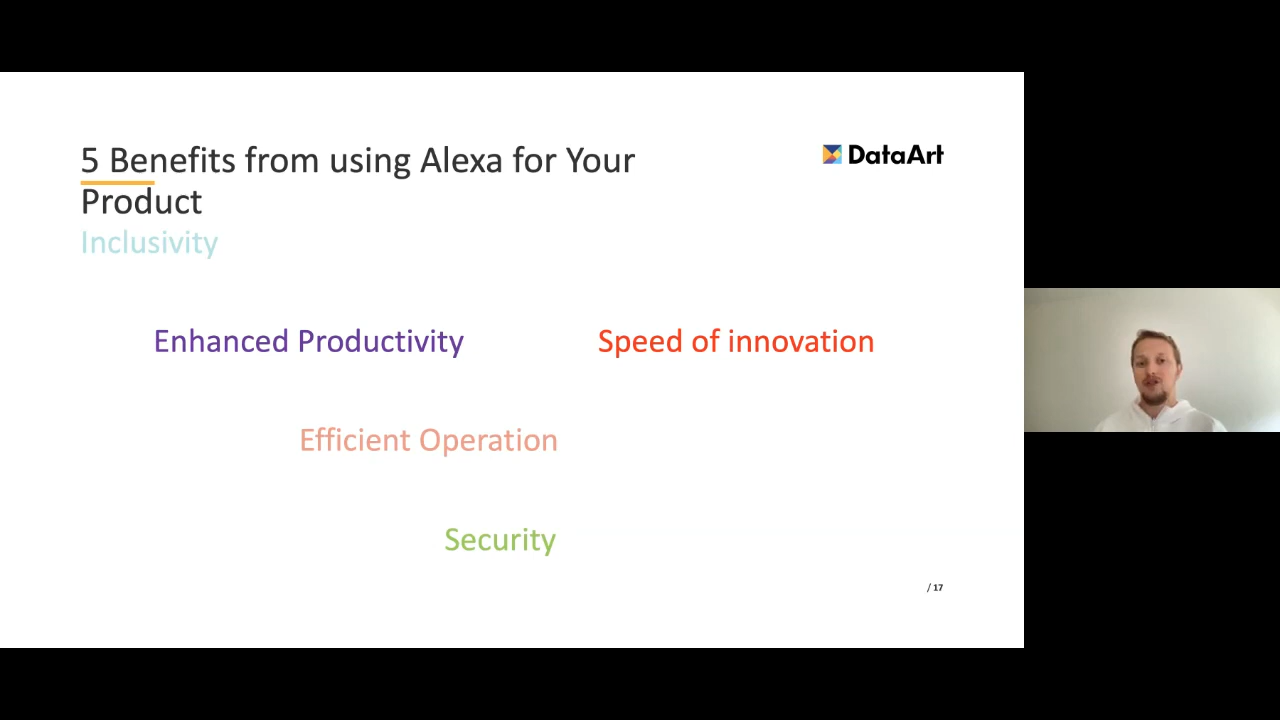 5 Benefits from using Alexa for Your
Product
DataArt
Inclusivity
Enhanced Productivity
Speed of innovation
Efficient Operation
Security
/ 17